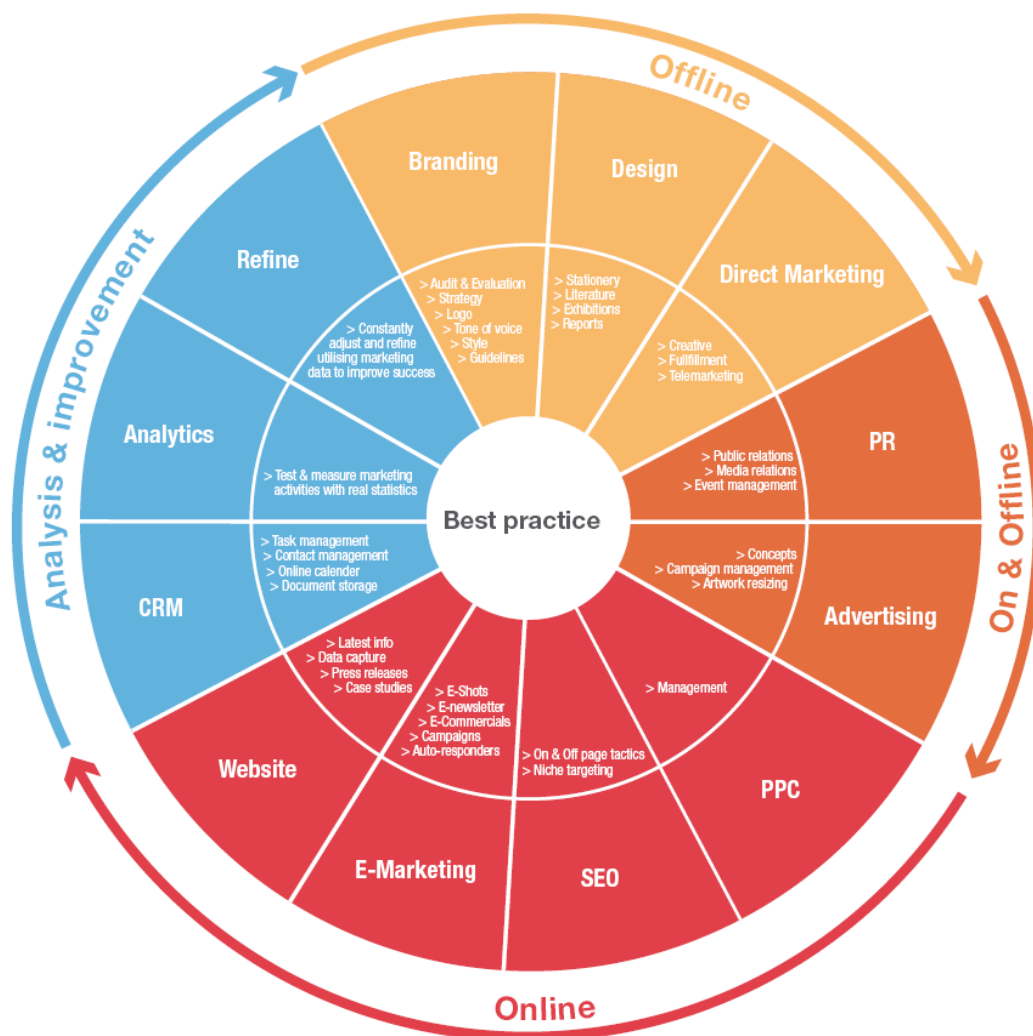 Offline
Branding
> Audit & Evaluation
> Strategy
> Logo
> Tone of voice
> Style
> Guidelines
Design
> Stationery
> Literature
> Exhibitions
> Reports
Direct Marketing
> Creative
> Fullfillment
> Telemarketing
On & Offline
PR
> Public relations
> Media relations
> Event management
Advertising
> Concepts
> Campaign management
> Artwork resizing
Online
PPC
> Management
SEO
> On & Off page tactics
> Niche targeting
E-Marketing
> E-Shots
> E-newsletter
> E-Commercials
> Campaigns
> Auto-responders
Website
> Latest info
> Data capture
> Press releases
> Case studies
Analysis & improvement
CRM
> Task management
> Contact management
> Online calender
> Document storage
Analytics
> Test & measure marketing
activities with real statistics
Refine
> Constantly
adjust and refine
utilising marketing
data to improve success
Best practice